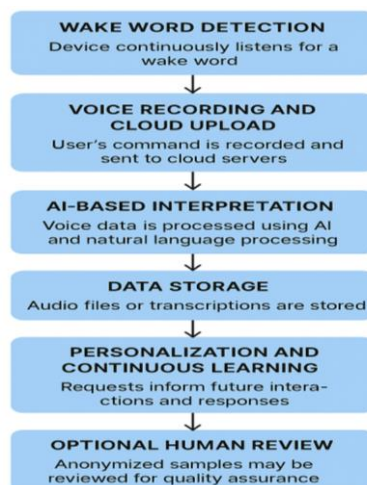 WAKE WORD DETECTION
Device continuously listens for a
wake word
VOICE RECORDING AND
CLOUD UPLOAD
User's command is recorded and
sent to cloud servers
AI-BASED INTERPRETATION
Voice data is processed using AI
and natural language processing
DATA STORAGE
Audio files or transcriptions are stored
PERSONALIZATION AND
CONTINUOUS LEARNING
Requests inform future intera-
ctions and responses
OPTIONAL HUMAN REVIEW
Anonymized samples may be
reviewed for quality assurance